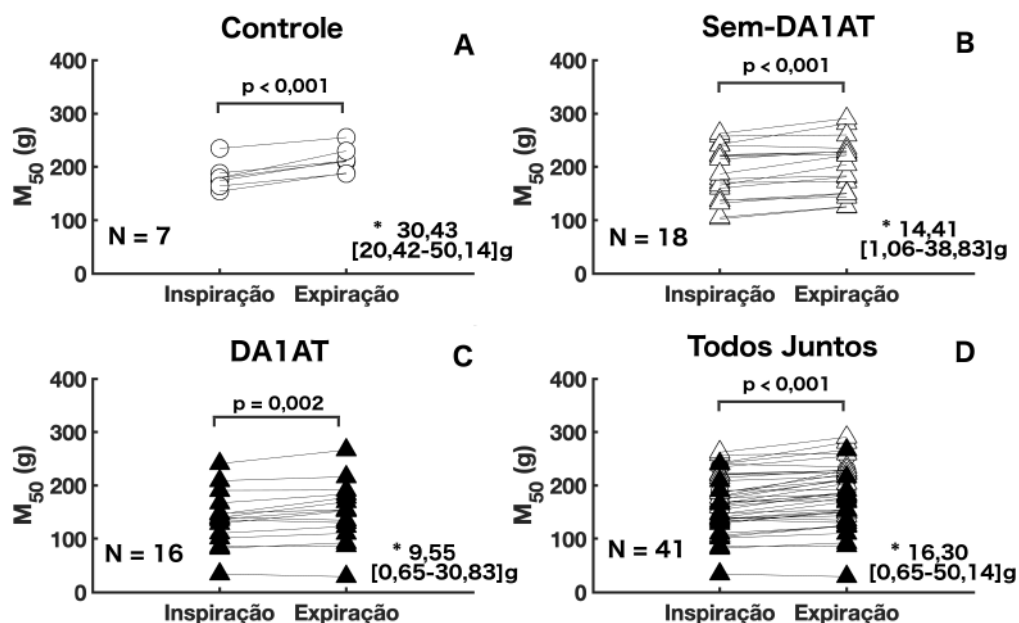 Controle
A
400
300
200
100
0
M50 (g)
p < 0,001
N = 7
* 30,43
[20,42-50,14]g
Inspiração Expiração
Sem-DA1AT
B
400
300
200
100
0
M50 (g)
p < 0,001
N = 18
* 14,41
[1,06-38,83]g
Inspiração Expiração
DA1AT
C
400
300
200
100
0
M50 (g)
p = 0,002
N = 16
* 9,55
[0,65-30,83]g
Inspiração Expiração
Todos Juntos
D
400
300
200
100
0
M50 (g)
p < 0,001
N = 41
* 16,30
[0,65-50,14]g
Inspiração Expiração